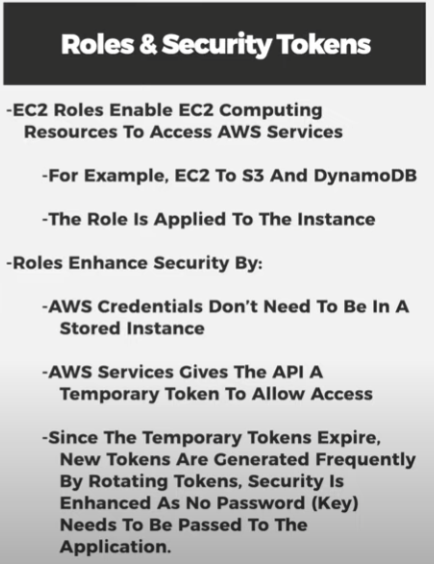 Roles & Security Tokens
-EC2 Roles Enable EC2 Computing
Resources To Access AWS Services
-For Example, EC2 To S3 And DynamoDB
-The Role Is Applied To The Instance
-Roles Enhance Security By:
-AWS Credentials Don't Need To Be In A
Stored Instance
-AWS Services Gives The API A
Temporary Token To Allow Access
-Since The Temporary Tokens Expire,
New Tokens Are Generated Frequently
By Rotating Tokens, Security Is
Enhanced As No Password (Key)
Needs To Be Passed To The
Application.